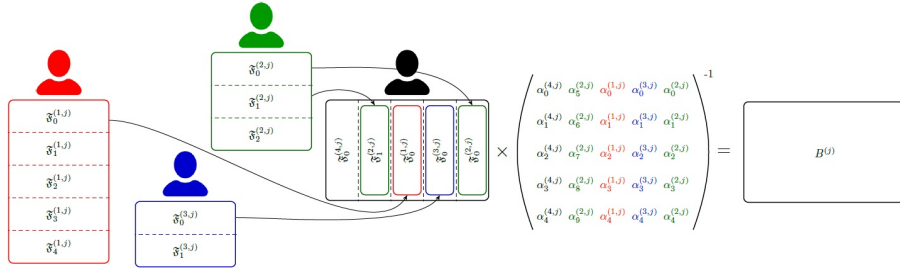 𝔉₀^(1,j)
𝔉₁^(1,j)
𝔉₂^(1,j)
𝔉₃^(1,j)
𝔉₄^(1,j)
𝔉₀^(3,j)
𝔉₁^(3,j)
𝔉₀^(2,j)
𝔉₁^(2,j)
𝔉₂^(2,j)
𝔉₀^(4,j) 𝔉₁^(2,j) 𝔉₀^(1,j) 𝔉₀^(3,j) 𝔉₀^(2,j)
×
α₀^(4,j) α₅^(2,j) α₀^(1,j) α₀^(3,j) α₀^(2,j)
α₁^(4,j) α₆^(2,j) α₁^(1,j) α₁^(3,j) α₁^(2,j)
α₂^(4,j) α₇^(2,j) α₂^(1,j) α₂^(3,j) α₂^(2,j)
α₃^(4,j) α₈^(2,j) α₃^(1,j) α₃^(3,j) α₃^(2,j)
α₄^(4,j) α₉^(2,j) α₄^(1,j) α₄^(3,j) α₄^(2,j)
-1
=
B^(j)